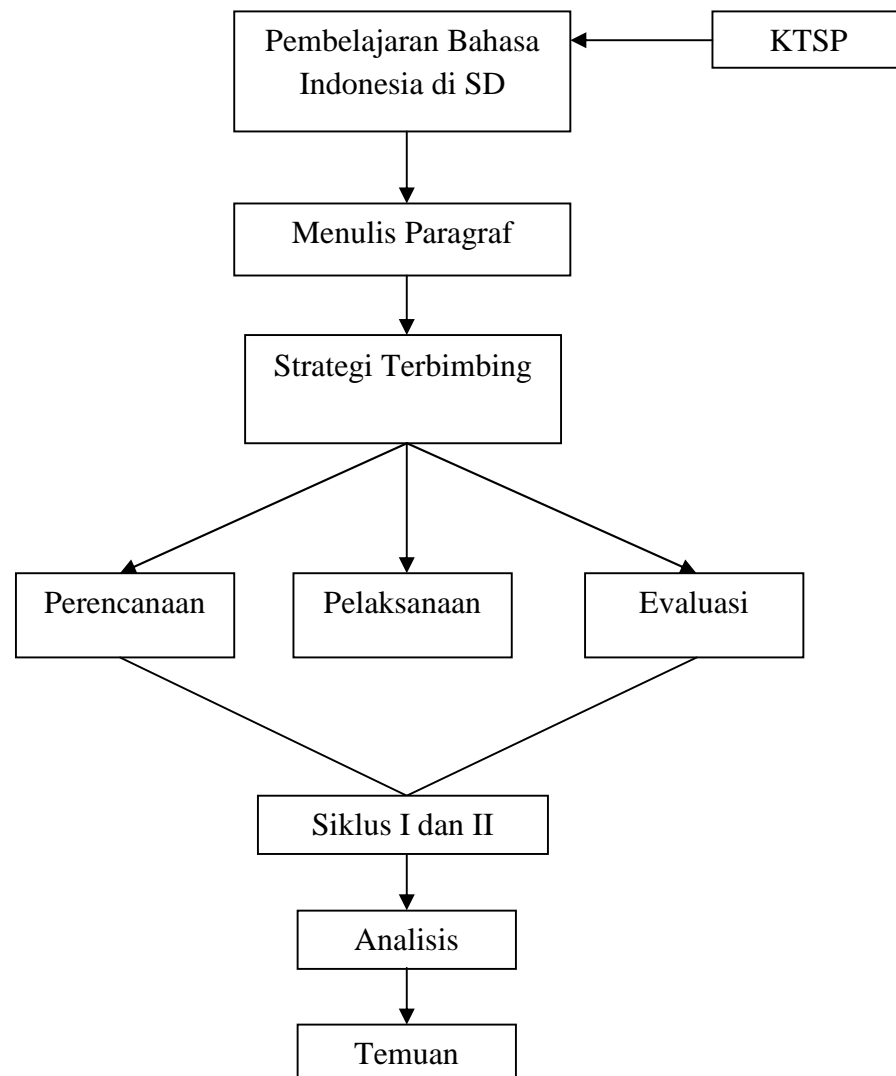 Pembelajaran Bahasa
Indonesia di SD
KTSP
Menulis Paragraf
Strategi Terbimbing
Perencanaan
Pelaksanaan
Evaluasi
Siklus I dan II
Analisis
Temuan